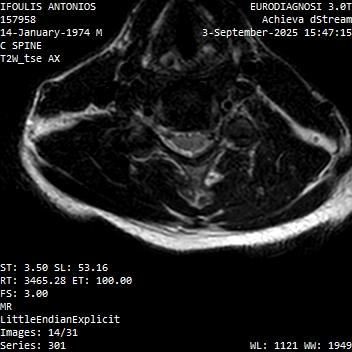 IFOULIS ANTONIOS
157958
14-January-1974 M
C SPINE
T2W_tse AX
EURODIAGNOSI 3.0T
Achieva dStream
3-September-2025 15:47:15
ST: 3.50 SL: 53.16
RT: 3465.28 ET: 100.00
FS: 3.00
MR
LittleEndianExplicit
Images: 14/31
Series: 301
WL: 1121 WW: 1949